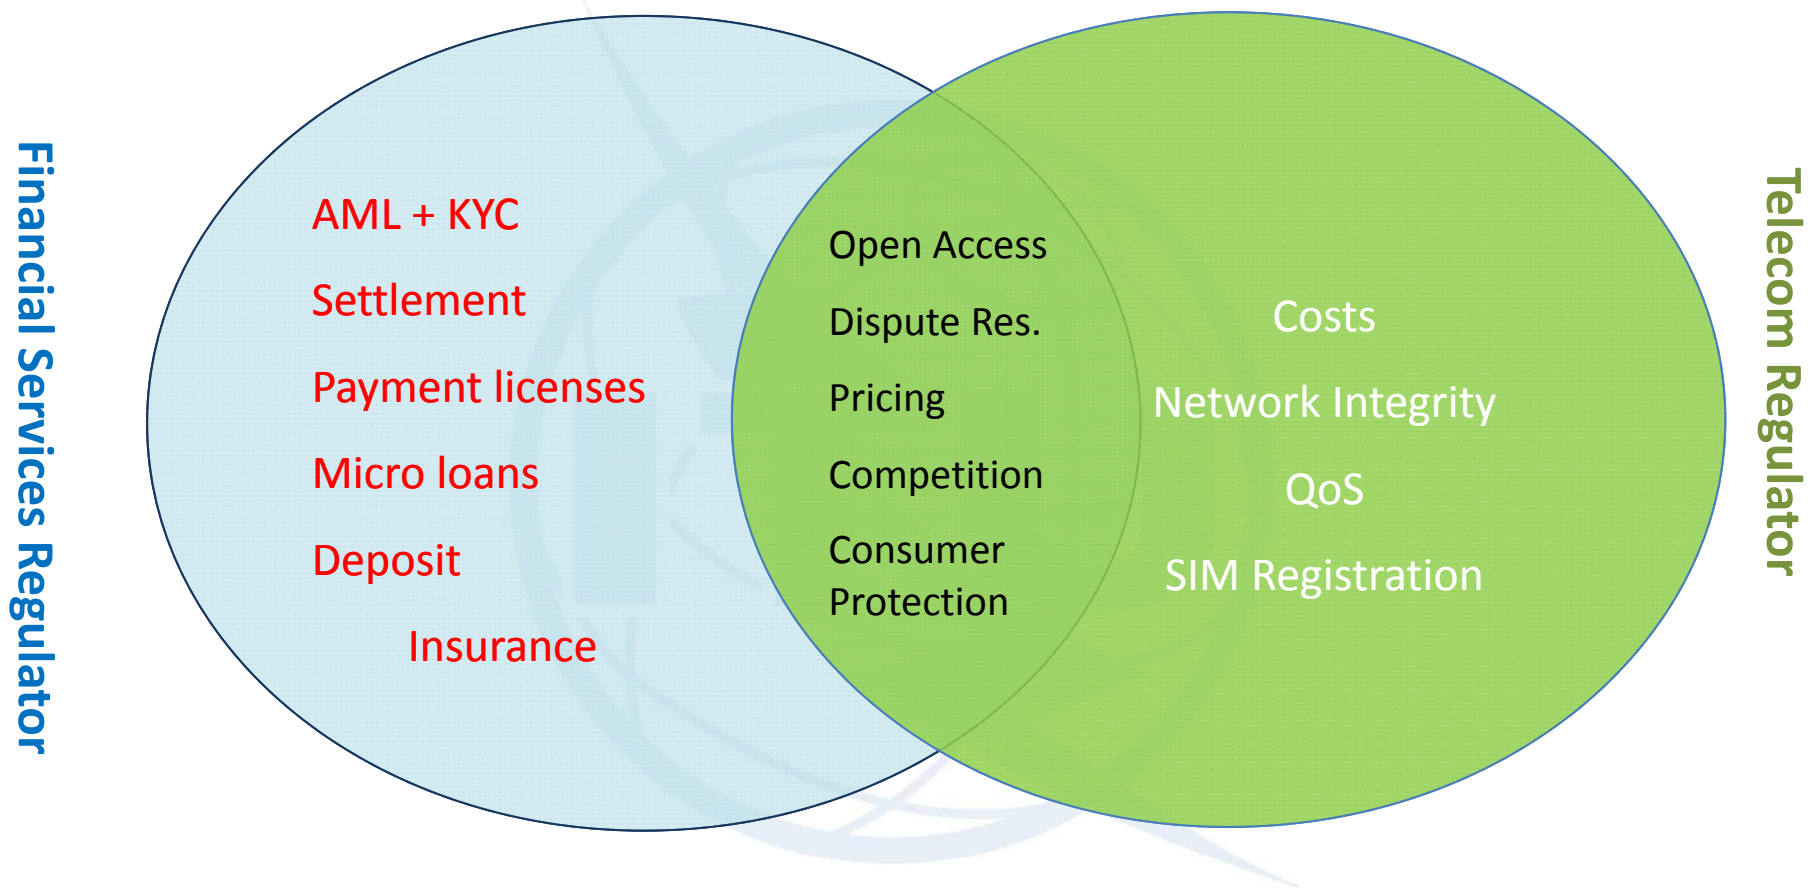 Financial Services Regulator
AML + KYC
Settlement
Payment licenses
Micro loans
Deposit
Insurance
Open Access
Dispute Res.
Pricing
Competition
Consumer
Protection
Costs
Network Integrity
QoS
SIM Registration
Telecom Regulator